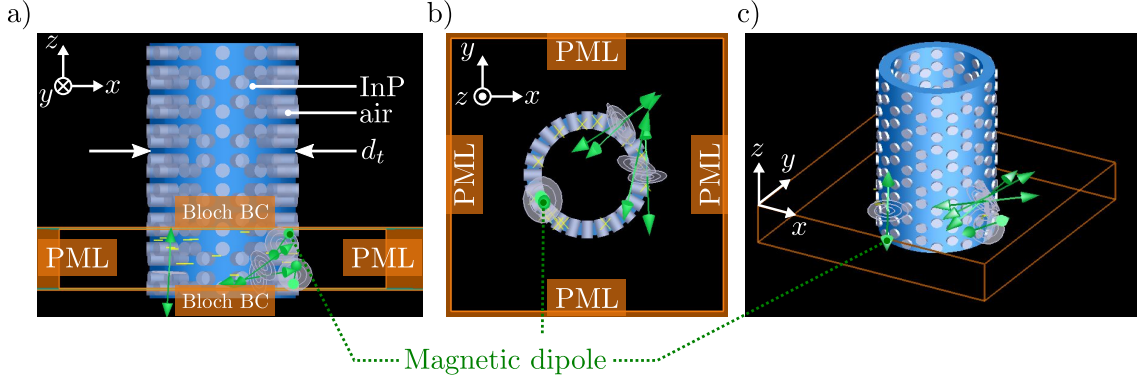 a)
b)
c)
z
x
y
InP
air
d_t
Bloch BC
PML
PML
Bloch BC
PML
y
x
z
PML
PML
PML
z
y
x
Magnetic dipole